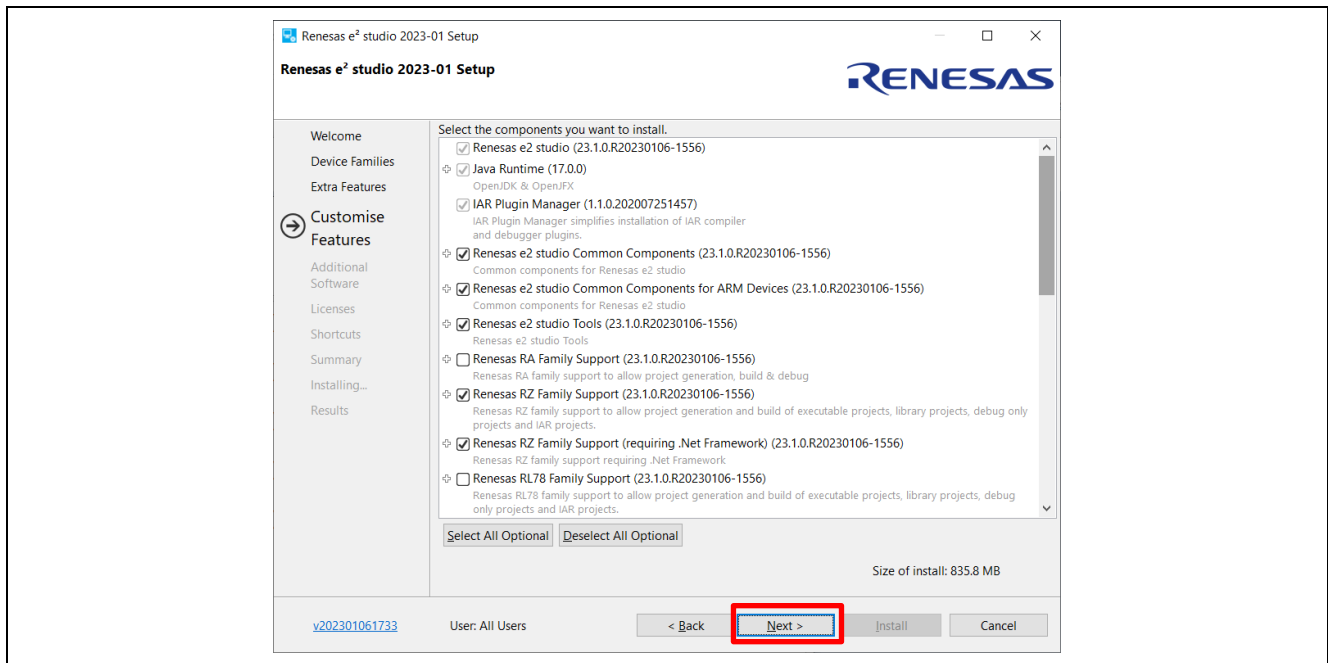 Renesas e² studio 2023-01 Setup
Renesas e² studio 2023-01 Setup
RENESAS
Welcome
Device Families
Extra Features
Customise
Features
Additional
Software
Licenses
Shortcuts
Summary
Installing...
Results
Select the components you want to install.
Renesas e2 studio (23.1.0.R20230106-1556)
Java Runtime (17.0.0)
OpenJDK & OpenJFX
IAR Plugin Manager (1.1.0.202007251457)
IAR Plugin Manager simplifies installation of IAR compiler
and debugger plugins.
Renesas e2 studio Common Components (23.1.0.R20230106-1556)
Common components for Renesas e2 studio
Renesas e2 studio Common Components for ARM Devices (23.1.0.R20230106-1556)
Common components for Renesas e2 studio
Renesas e2 studio Tools (23.1.0.R20230106-1556)
Renesas e2 studio Tools
Renesas RA Family Support (23.1.0.R20230106-1556)
Renesas RA family support to allow project generation, build & debug
Renesas RZ Family Support (23.1.0.R20230106-1556)
Renesas RZ family support to allow project generation and build of executable projects, library projects, debug only
projects and IAR projects.
Renesas RZ Family Support (requiring .Net Framework) (23.1.0.R20230106-1556)
Renesas RZ family support requiring .Net Framework
Renesas RL78 Family Support (23.1.0.R20230106-1556)
Renesas RL78 family support to allow project generation and build of executable projects, library projects, debug
only projects and IAR projects.
Select All Optional Deselect All Optional
Size of install: 835.8 MB
v202301061733 User: All Users < Back Next > Install Cancel